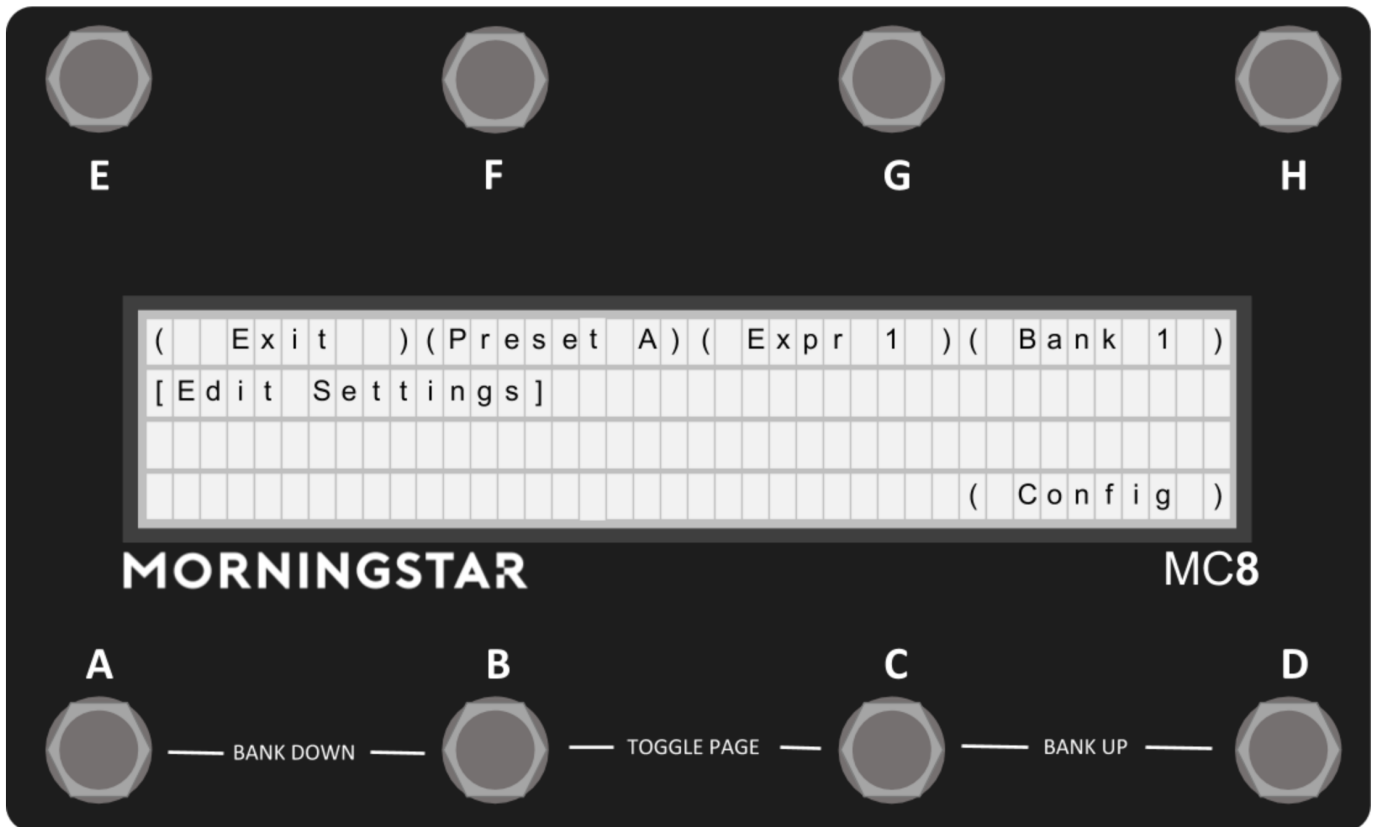 E F G H
( Exit )(Preset A)( Expr 1 )( Bank 1 )
[Edit Settings]
( Config )
MORNINGSTAR MC8
A B C D
BANK DOWN TOGGLE PAGE BANK UP